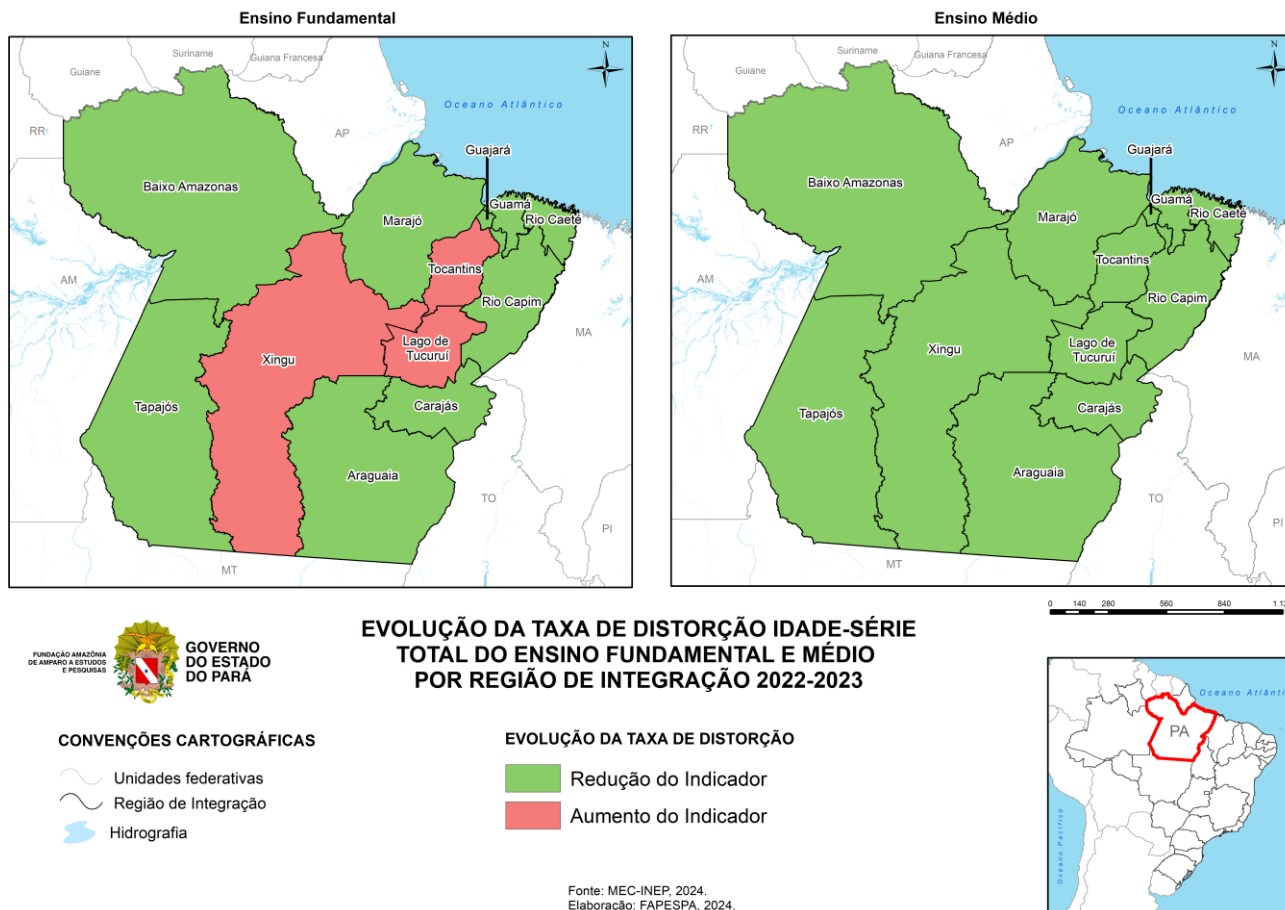 Ensino Fundamental
Suriname
Guiana Francesa
Guiane
N
Oceano Atlântico
RR
AP
Guajará
Baixo Amazonas
Guamá
Rio Caeté
Marajó
AM
Tocantins
Rio Capim
MA
Xingu
Lago de
Tucuruí
Tapajós
Carajás
Araguaia
TO
PI
MT
Ensino Médio
Suriname
Guiana Francesa
Guiane
N
Oceano Atlântico
RR
AP
Guajará
Baixo Amazonas
Guamá
Rio Caeté
Marajó
AM
Tocantins
Rio Capim
MA
Xingu
Lago de
Tucuruí
Tapajós
Carajás
Araguaia
TO
PI
MT
0 140 280 560 840 1.12
FUNDAÇÃO AMAZÔNIA
DE AMPARO A ESTUDOS
E PESQUISAS
GOVERNO
DO ESTADO
DO PARÁ
EVOLUÇÃO DA TAXA DE DISTORÇÃO IDADE-SÉRIE
TOTAL DO ENSINO FUNDAMENTAL E MÉDIO
POR REGIÃO DE INTEGRAÇÃO 2022-2023
CONVENÇÕES CARTOGRÁFICAS
Unidades federativas
Região de Integração
Hidrografia
EVOLUÇÃO DA TAXA DE DISTORÇÃO
Redução do Indicador
Aumento do Indicador
Oceano Atlânti
PA
Oceano Pacífico
Fonte: MEC-INEP, 2024.
Elaboração: FAPESPA, 2024.